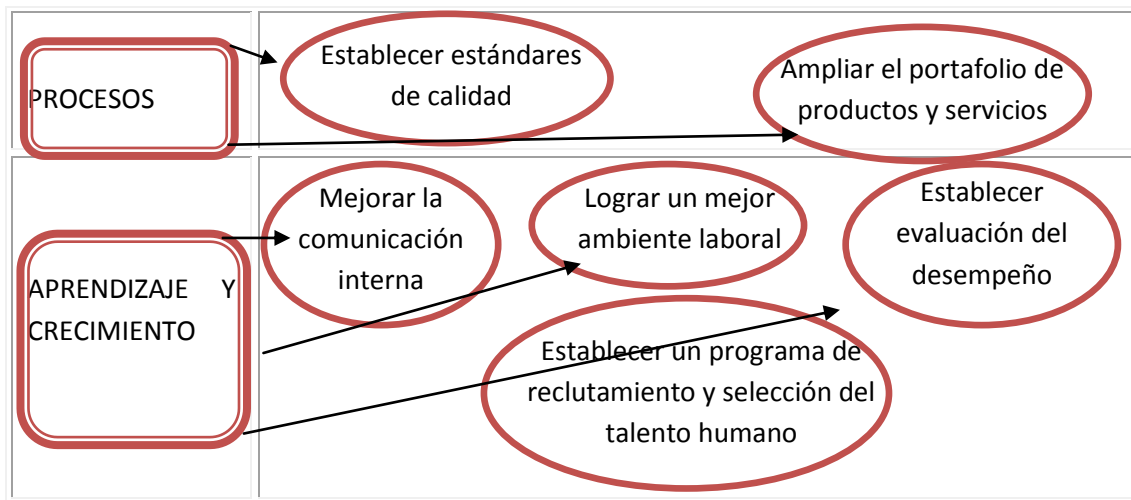 PROCESOS
Establecer estándares
de calidad
Ampliar el portafolio de
productos y servicios
APRENDIZAJE Y
CRECIMIENTO
Mejorar la
comunicación
interna
Lograr un mejor
ambiente laboral
Establecer
evaluación del
desempeño
Establecer un programa de
reclutamiento y selección del
talento humano